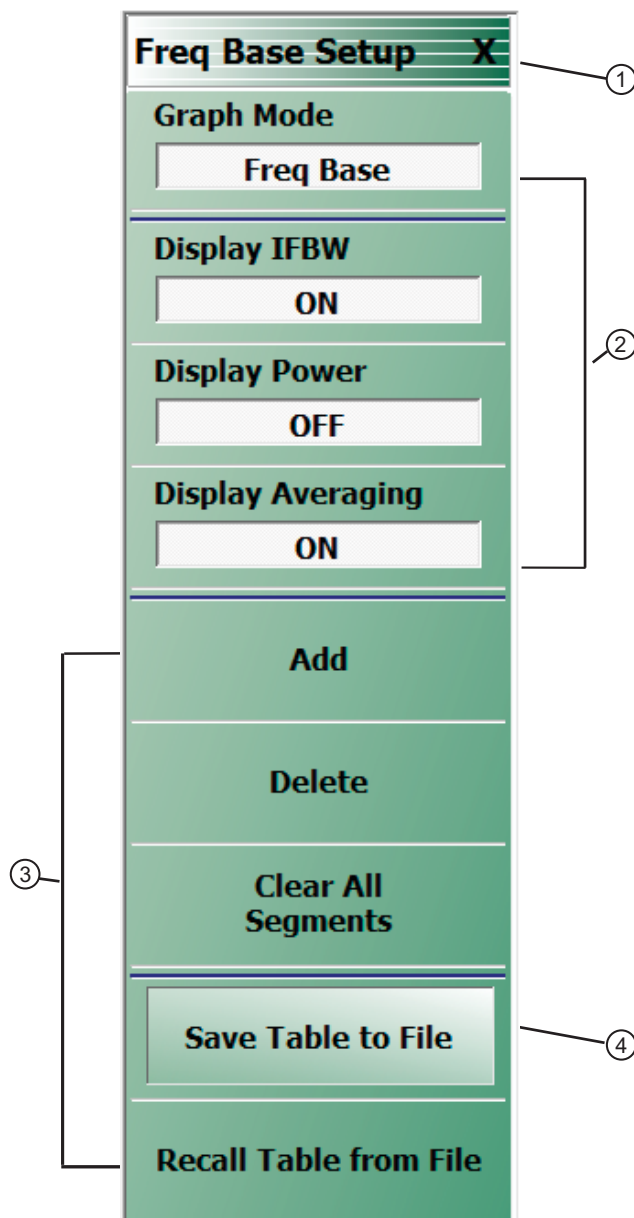 Freq Base Setup X
1
Graph Mode
Freq Base
Display IFBW
ON
2
Display Power
OFF
Display Averaging
ON
Add
Delete
3
Clear All
Segments
Save Table to File
4
Recall Table from File